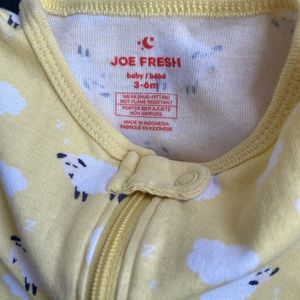 JOE FRESH
baby / bébé
3-6m
WEAR SNUG-FITTING
NOT FLAME RESISTANT
PORTER BIEN AJUSTÉ
NON IGNIFUGE
MADE IN INDONESIA
FABRIQUÉ EN INDONÉSIE
z
z